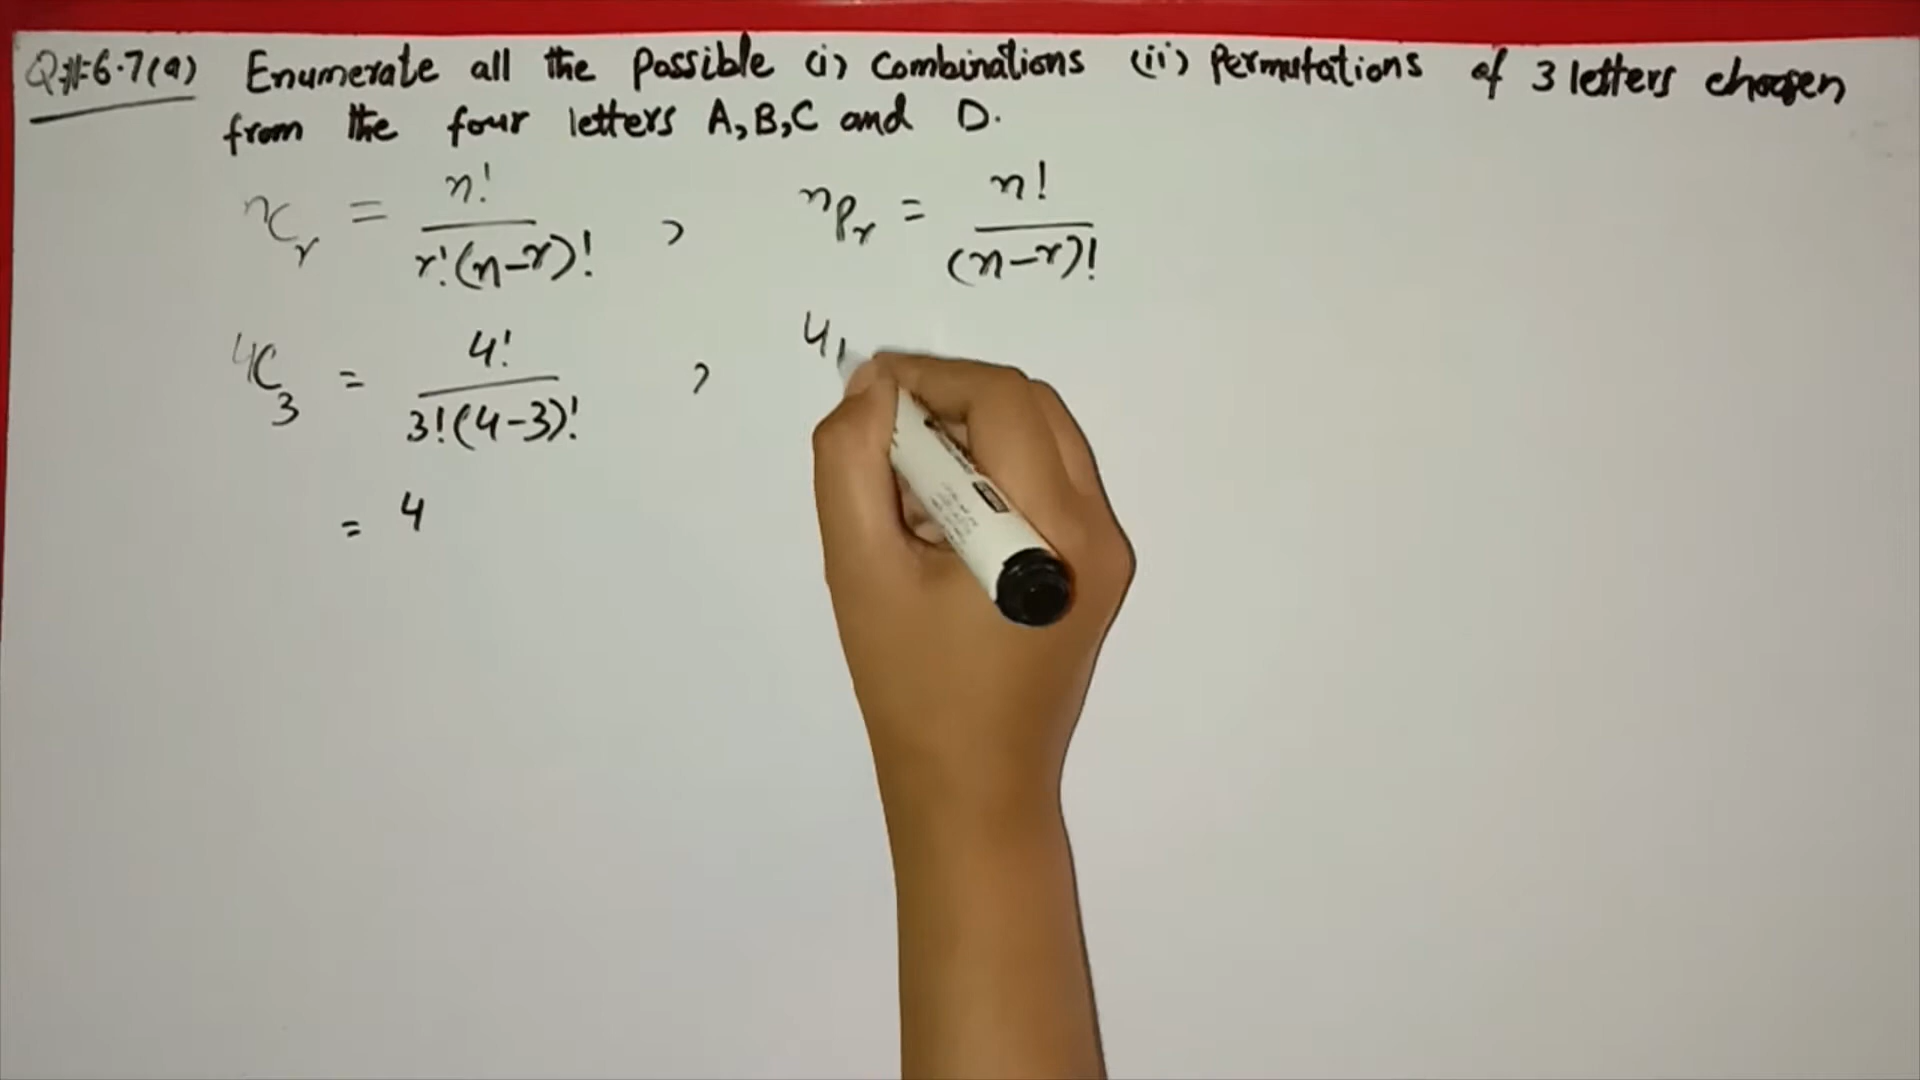 Q#6.7(a) Enumerate all the possible (i) combinations (ii) Permutations of 3 letters choosen
from the four letters A, B, C and D.
nCr = n! / r!(n-r)! , nPr = n! / (n-r)!
4C3 = 4! / 3!(4-3)! , 4
= 4